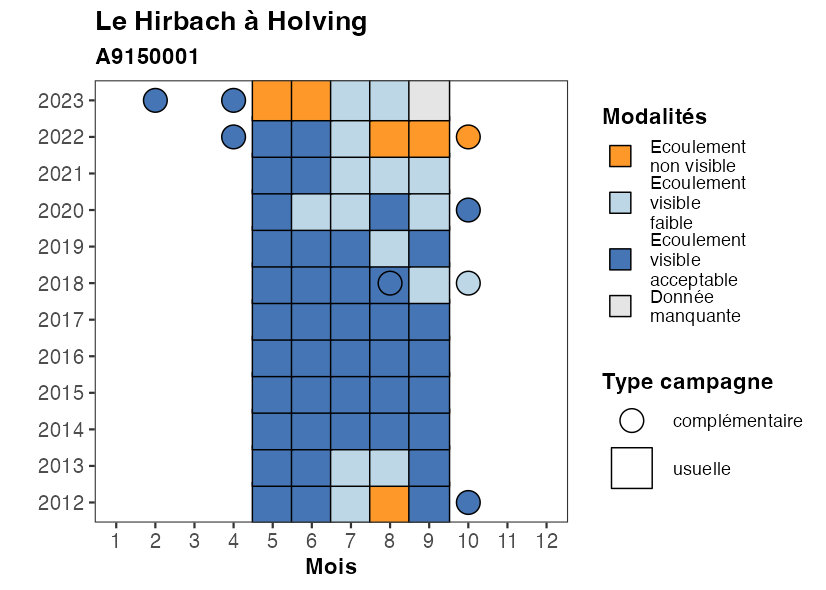 Le Hirbach à Holving
A9150001
2023
2022
2021
2020
2019
2018
2017
2016
2015
2014
2013
2012
1 2 3 4 5 6 7 8 9 10 11 12
Mois
Modalités
Ecoulement
non visible
Ecoulement
visible
faible
Ecoulement
visible
acceptable
Donnée
manquante
Type campagne
complémentaire
usuelle